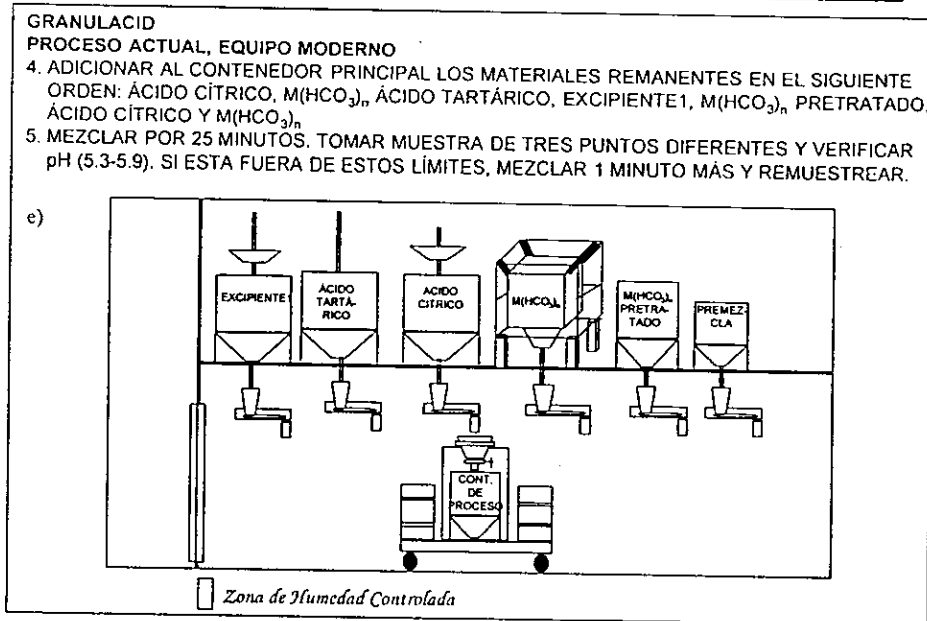 GRANULACID
PROCESO ACTUAL, EQUIPO MODERNO
4. ADICIONAR AL CONTENEDOR PRINCIPAL LOS MATERIALES REMANENTES EN EL SIGUIENTE
ORDEN: ÁCIDO CÍTRICO, M(HCO₃)ₙ ÁCIDO TARTÁRICO, EXCIPIENTE1, M(HCO₃)ₙ PRETRATADO,
ÁCIDO CÍTRICO Y M(HCO₃)ₙ
5. MEZCLAR POR 25 MINUTOS. TOMAR MUESTRA DE TRES PUNTOS DIFERENTES Y VERIFICAR
pH (5.3-5.9). SI ESTA FUERA DE ESTOS LÍMITES, MEZCLAR 1 MINUTO MÁS Y REMUESTREAR.
e)
EXCIPIENTE1
ÁCIDO
TARTÁ-
RICO
ACIDO
CÍTRICO
M(HCO₃)ₙ
M(HCO₃)ₙ
PRETRA-
TADO
PREMEZ-
CLA
CONT.
DE
PROCESO
Zona de Humedad Controlada